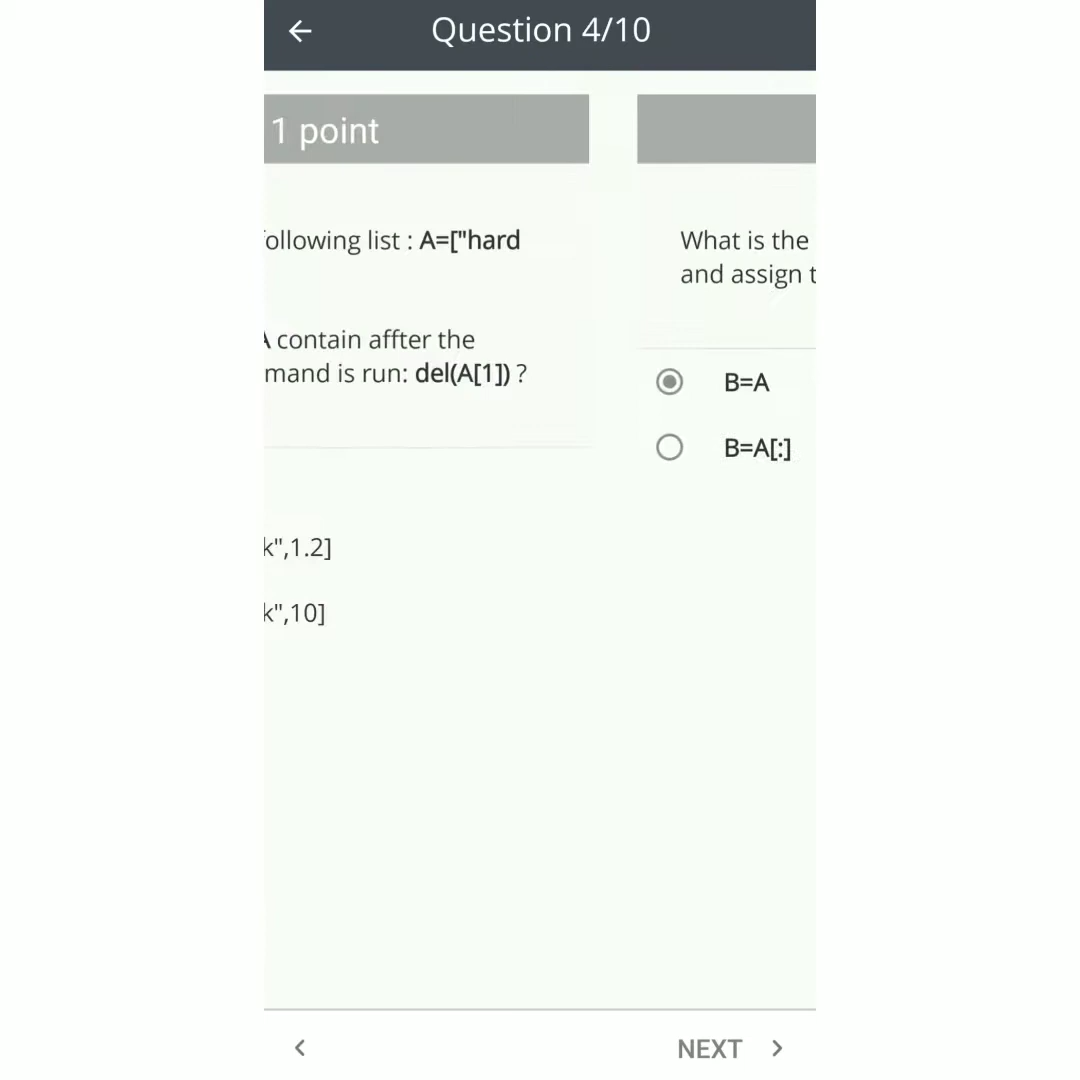 Question 4/10
1 point
following list : A=["hard
A contain affter the
mand is run: del(A[1]) ?
k",1.2]
k",10]
What is the
and assign t
B=A
B=A[:]
NEXT